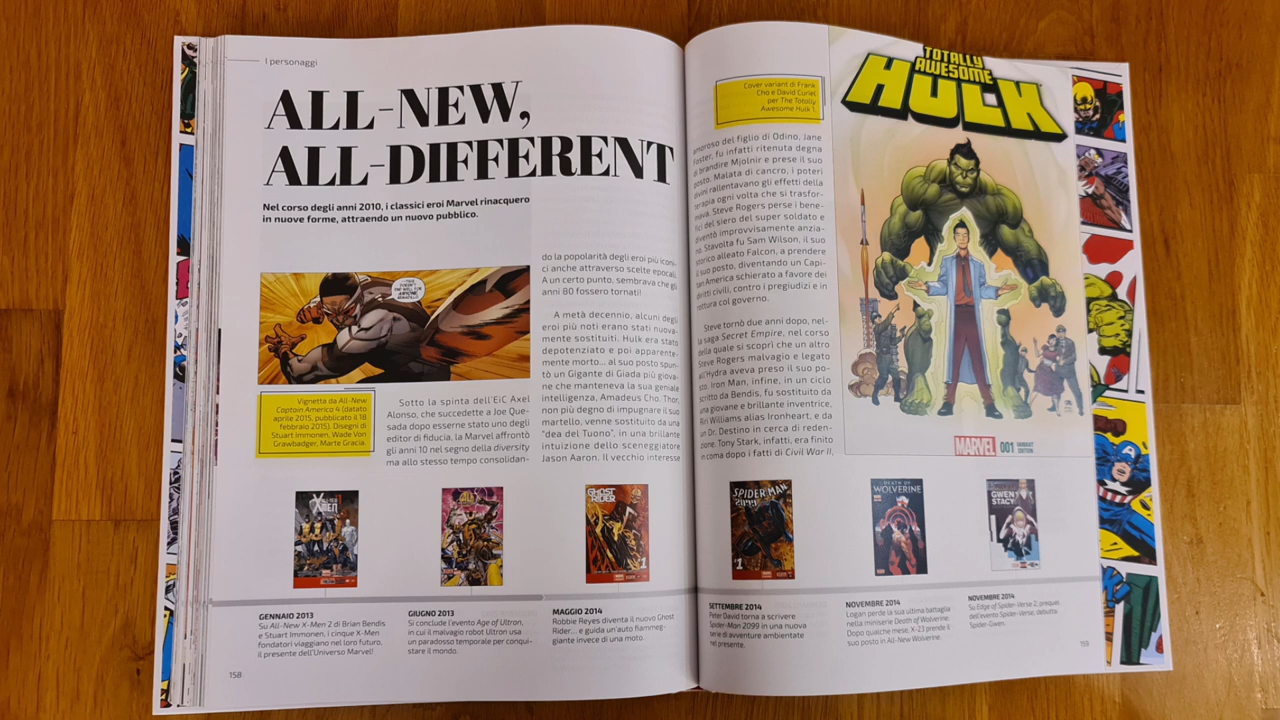 I personaggi
ALL-NEW,
ALL-DIFFERENT
Nel corso degli anni 2010, i classici eroi Marvel rinacquero
in nuove forme, attraendo un nuovo pubblico.
Vignetta da All-New
Captain America 4 (datato
aprile 2015, pubblicato il 18
febbraio 2015). Disegni di
Stuart Immonen, Wade Von
Grawbadger, Marte Gracia.
Sotto la spinta dell'EiC Axel
Alonso, che succedette a Joe Que-
sada dopo esserne stato uno degli
editor di fiducia, la Marvel affrontò
gli anni 10 nel segno della diversity
ma allo stesso tempo consolidan-
do la popolarità degli eroi più iconi-
ci anche attraverso scelte epocali.
A un certo punto, sembrava che gli
anni 80 fossero tornati!
A metà decennio, alcuni degli
eroi più noti erano stati nuova-
mente sostituiti. Hulk era stato
depotenziato e poi apparente-
mente morto... al suo posto spun-
tò un Gigante di Giada più giova-
ne che manteneva la sua geniale
intelligenza, Amadeus Cho. Thor,
non più degno di impugnare il suo
martello, venne sostituito da una
"dea del Tuono", in una brillante
intuizione dello sceneggiatore
Jason Aaron. Il vecchio interesse
GENNAIO 2013
Su All-New X-Men 2 di Brian Bendis
e Stuart Immonen, i cinque X-Men
fondatori viaggiano nel loro futuro,
il presente dell'Universo Marvel!
GIUGNO 2013
Si conclude l'evento Age of Ultron,
in cui il malvagio robot Ultron usa
un paradosso temporale per conqui-
stare il mondo.
GHOST
RIDER
1
MAGGIO 2014
Robbie Reyes diventa il nuovo Ghost
Rider... e guida un'auto fiammeg-
giante invece di una moto.
158
Cover variant di Frank
Cho e David Curiel
per The Totally
Awesome Hulk 1.
amoroso del figlio di Odino, Jane
Foster, fu infatti ritenuta degna
di brandire Mjolnir e prese il suo
posto. Malata di cancro, i poteri
divini rallentavano gli effetti della
terapia ogni volta che si trasfor-
mava. Steve Rogers perse i bene-
fici del siero del super soldato e
diventò improvvisamente anzia-
no. Stavolta fu Sam Wilson, il suo
storico alleato Falcon, a prendere
il suo posto, diventando un Capi-
tan America schierato a favore dei
diritti civili, contro i pregiudizi e in
rottura col governo.
Steve tornò due anni dopo, nel-
la saga Secret Empire, nel corso
della quale si scoprì che un altro
Steve Rogers malvagio e legato
all'Hydra aveva preso il suo po-
sto. Iron Man, infine, in un ciclo
scritto da Bendis, fu sostituito da
una giovane e brillante inventrice,
Riri Williams alias Ironheart, e da
un Dr. Destino in cerca di reden-
zione. Tony Stark, infatti, era finito
in coma dopo i fatti di Civil War II,
TOTALLY
AWESOME
HULK
MARVEL 001 VARIANT
EDITION
SPIDER-MAN
2099
1
SETTEMBRE 2014
Peter David torna a scrivere
Spider-Man 2099 in una nuova
serie di avventure ambientate
nel presente.
DEATH OF
WOLVERINE
NOVEMBRE 2014
Logan perde la sua ultima battaglia
nella miniserie Death of Wolverine.
Dopo qualche mese, X-23 prende il
suo posto in All-New Wolverine.
GWEN
STACY
NOVEMBRE 2014
Su Edge of Spider-Verse 2, prequel
dell'evento Spider-Verse, debutta
Spider-Gwen.
159